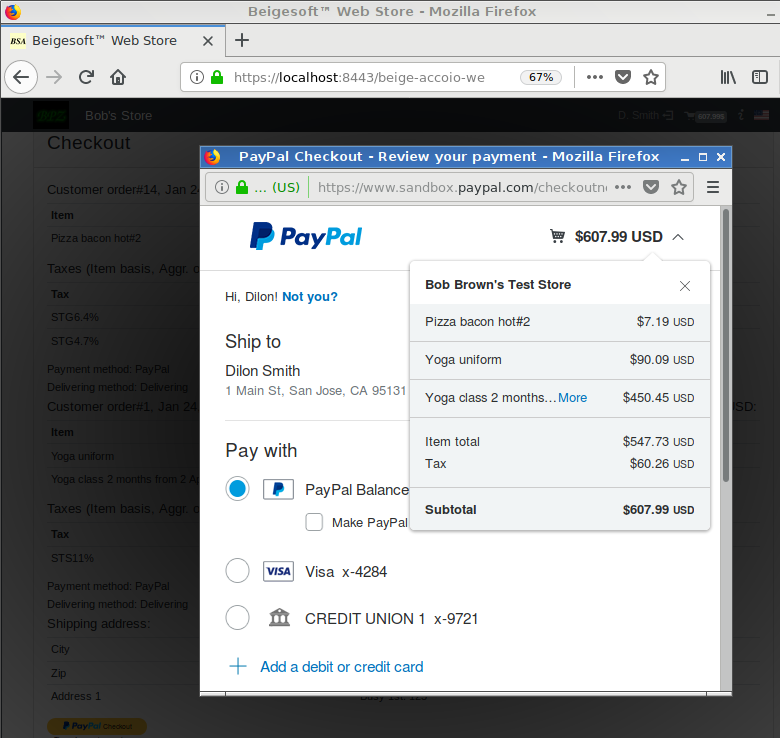 Beigesoft™ Web Store - Mozilla Firefox
BSA Beigesoft™ Web Store
https://localhost:8443/beige-accoio-we 67%
Bob's Store D. Smith 607.99$
Checkout
Customer order#14, Jan 24
Item
Pizza bacon hot#2
Taxes (Item basis, Aggr. o
Tax
STG6.4%
STG4.7%
Payment method: PayPal
Delivering method: Delivering
Customer order#1, Jan 24 USD:
Item
Yoga uniform
Yoga class 2 months from 2 Ap
Taxes (Item basis, Aggr. o
Tax
STS11%
Payment method: PayPal
Delivering method: Delivering
Shipping address:
City
Zip
Address 1
PayPal Checkout
PayPal Checkout - Review your payment - Mozilla Firefox
... (US) https://www.sandbox.paypal.com/checkoutn
PayPal $607.99 USD
Hi, Dilon! Not you?
Ship to
Dilon Smith
1 Main St, San Jose, CA 95131
Pay with
PayPal Balance
Make PayPal
VISA Visa x-4284
CREDIT UNION 1 x-9721
Add a debit or credit card
Bob Brown's Test Store
Pizza bacon hot#2 $7.19 USD
Yoga uniform $90.09 USD
Yoga class 2 months...More $450.45 USD
Item total $547.73 USD
Tax $60.26 USD
Subtotal $607.99 USD